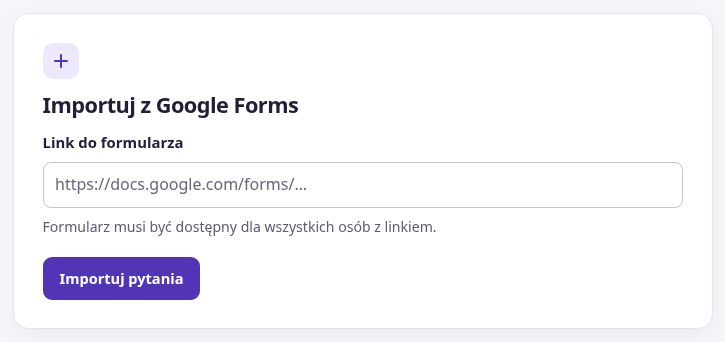 Importuj z Google Forms
Link do formularza
https://docs.google.com/forms/...
Formularz musi być dostępny dla wszystkich osób z linkiem.
Importuj pytania